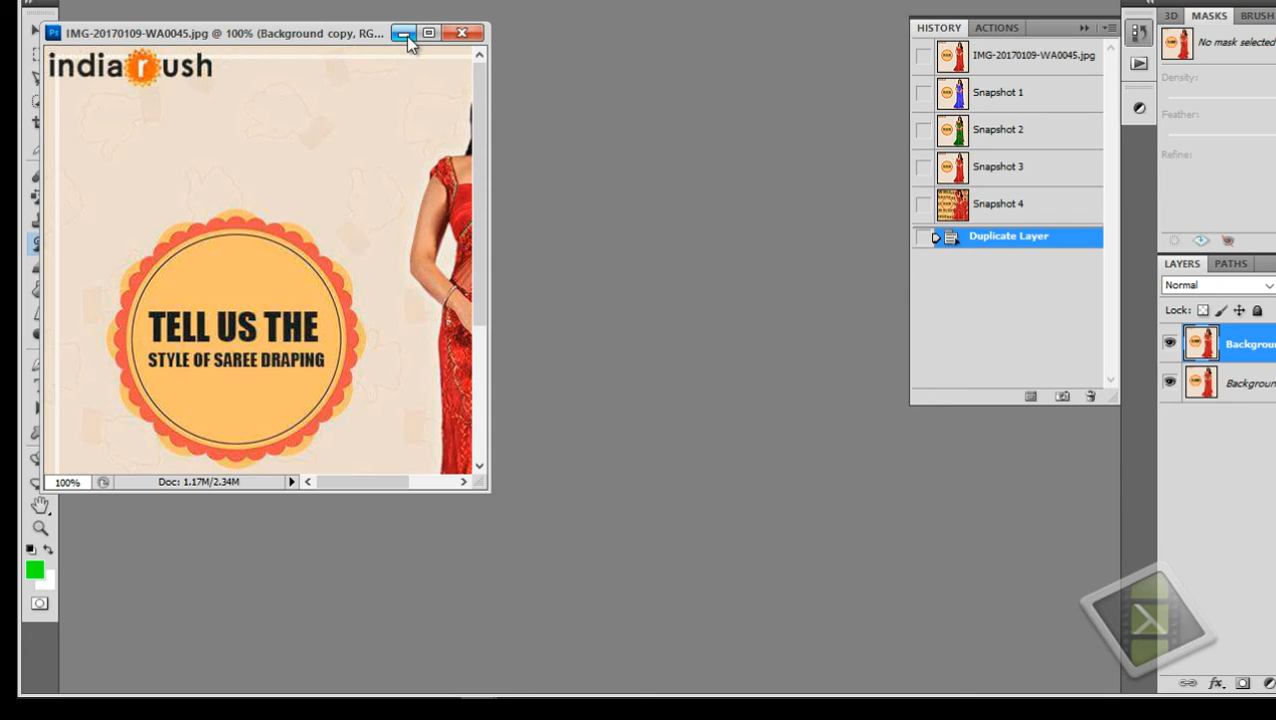 IMG-20170109-WA0045.jpg @ 100% (Background copy, RG...
indiarush
TELL US THE
STYLE OF SAREE DRAPING
100%
Doc: 1.17M/2.34M
HISTORY
ACTIONS
IMG-20170109-WA0045.jpg
Snapshot 1
Snapshot 2
Snapshot 3
Snapshot 4
Duplicate Layer
3D
MASKS
BRUSH
No mask selected
Density:
Feather:
Refine:
LAYERS
PATHS
Normal
Lock:
Backgroun
Backgroun